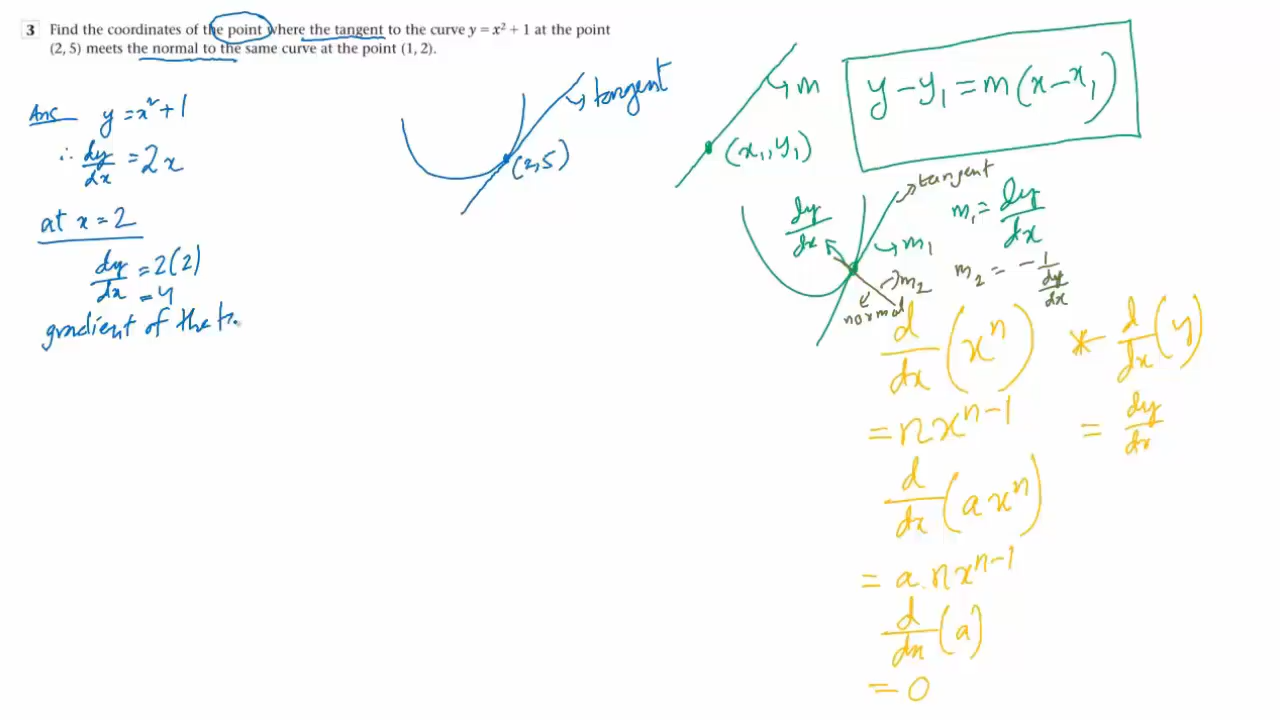 3 Find the coordinates of the point where the tangent to the curve y = x² + 1 at the point
(2, 5) meets the normal to the same curve at the point (1, 2).
Ans y = x² + 1
∴ dy/dx = 2x
at x = 2
dy/dx = 2(2)
= 4
gradient of the t
tangent
(2,5)
m
(x₁, y₁)
y − y₁ = m(x − x₁)
tangent
dy/dx
m₁
m₁ = dy/dx
m₂
m₂ = − 1/(dy/dx)
normal
d/dx (xⁿ)
= nxⁿ⁻¹
* d/dx (y)
= dy/dx
d/dx (axⁿ)
= a. nxⁿ⁻¹
d/dx (a)
= 0